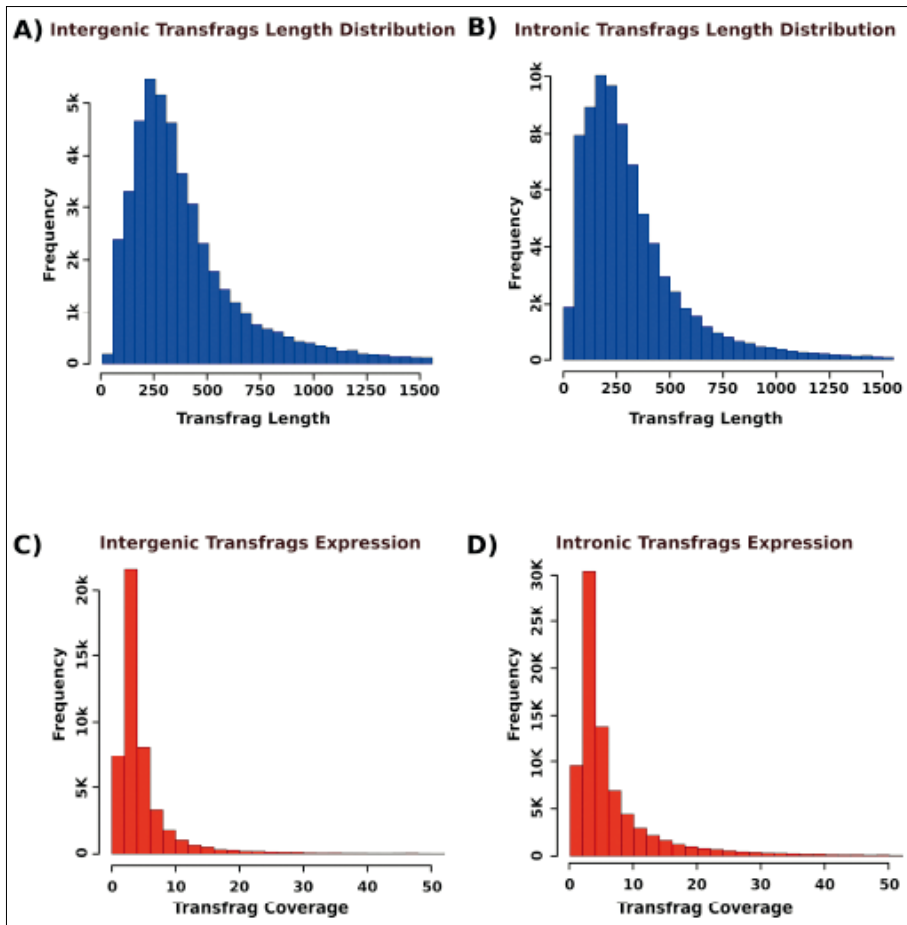 A) Intergenic Transfrags Length Distribution
B) Intronic Transfrags Length Distribution
Frequency
0
1k
2k
3k
4k
5k
0 250 500 750 1000 1250 1500
Transfrag Length
Frequency
0
2k
4k
6k
8k
10k
0 250 500 750 1000 1250 1500
Transfrag Length
C) Intergenic Transfrags Expression
D) Intronic Transfrags Expression
Frequency
0
5K
10k
15k
20k
0 10 20 30 40 50
Transfrag Coverage
Frequency
0
5K
10K
15K
20K
25K
30K
0 10 20 30 40 50
Transfrag Coverage